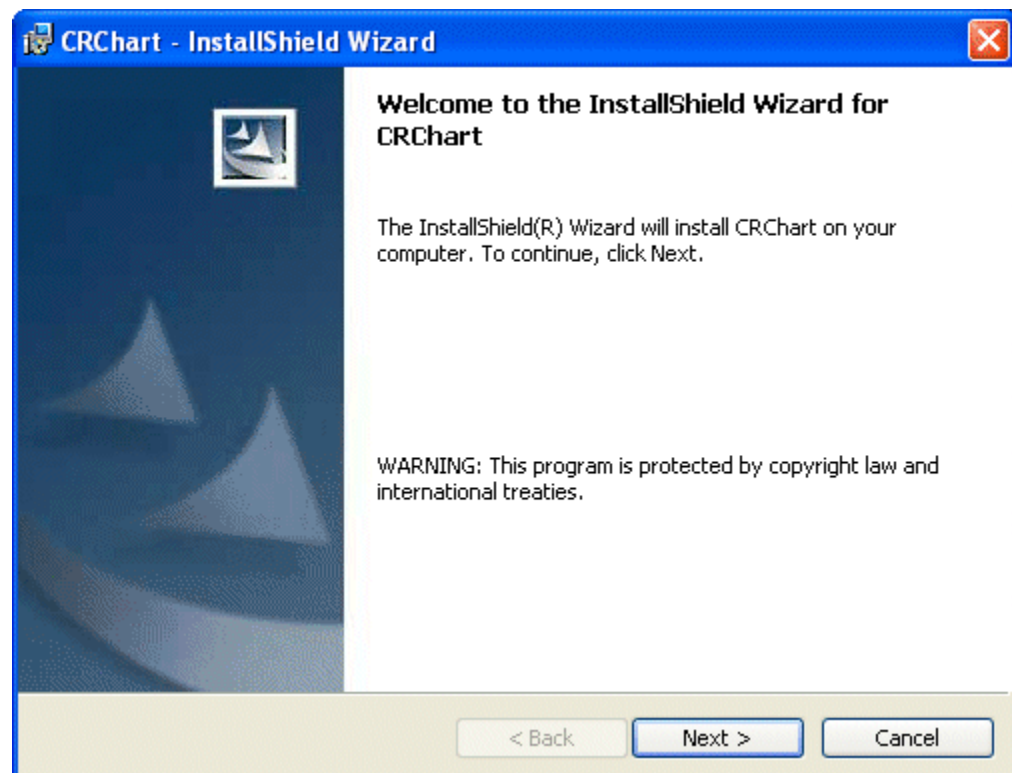 CRChart - InstallShield Wizard
Welcome to the InstallShield Wizard for
CRChart
The InstallShield(R) Wizard will install CRChart on your
computer. To continue, click Next.
WARNING: This program is protected by copyright law and
international treaties.
< Back Next > Cancel